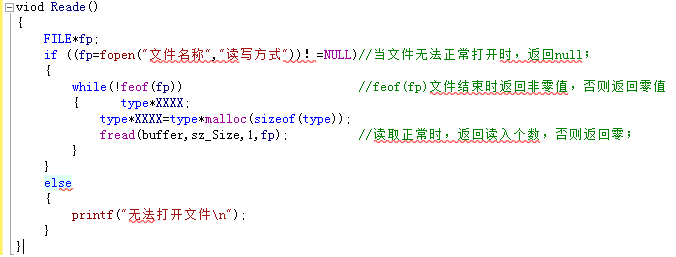 viod Reade()
{
FILE*fp;
if ((fp=fopen("文件名称","读写方式"))！=NULL)//当文件无法正常打开时，返回null；
{
while(!feof(fp)) //feof(fp)文件结束时返回非零值，否则返回零值
{ type*XXXX;
type*XXXX=type*malloc(sizeof(type));
fread(buffer,sz_Size,1,fp); //读取正常时，返回读入个数，否则返回零；
}
}
else
{
printf("无法打开文件\n");
}
}